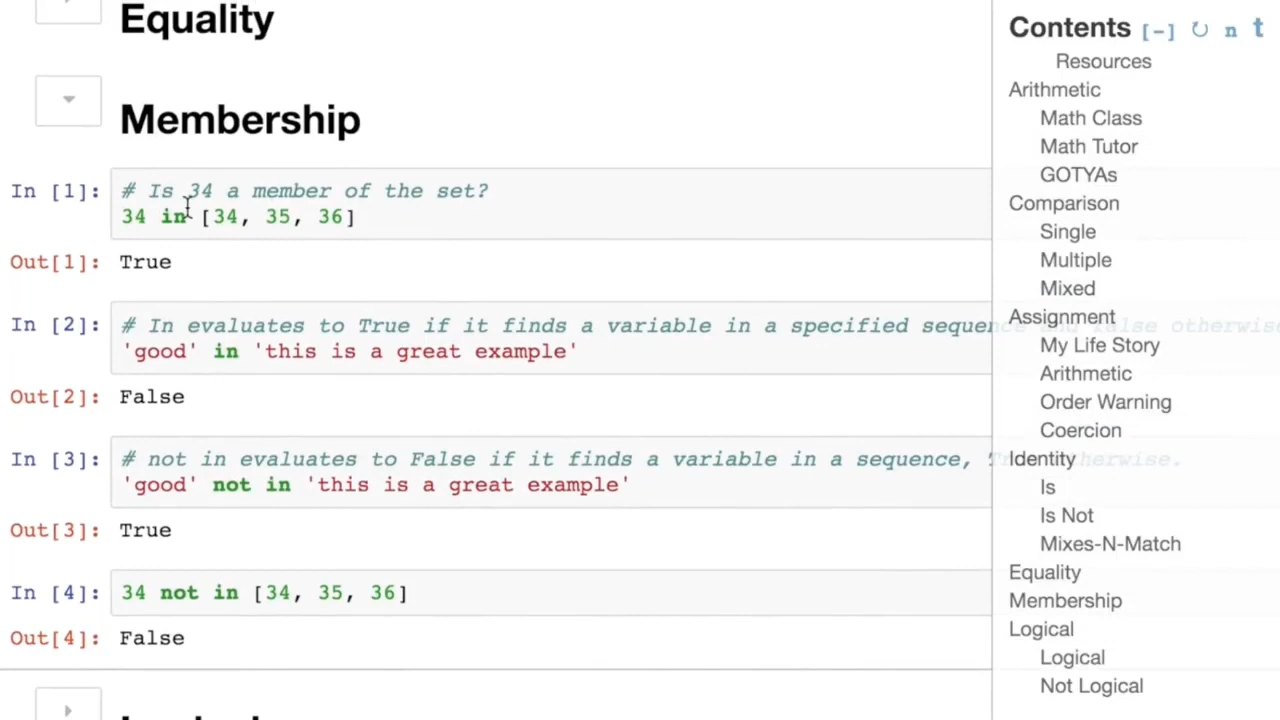 Equality
Membership
In [1]:
# Is 34 a member of the set?
34 in [34, 35, 36]
Out[1]: True
In [2]:
# In evaluates to True if it finds a variable in a specified sequence and false otherwise
'good' in 'this is a great example'
Out[2]: False
In [3]:
# not in evaluates to False if it finds a variable in a sequence, otherwise.
'good' not in 'this is a great example'
Out[3]: True
In [4]: 34 not in [34, 35, 36]
Out[4]: False
Contents [-] n t
Resources
Arithmetic
Math Class
Math Tutor
GOTYAs
Comparison
Single
Multiple
Mixed
Assignment
My Life Story
Arithmetic
Order Warning
Coercion
Identity
Is
Is Not
Mixes-N-Match
Equality
Membership
Logical
Logical
Not Logical